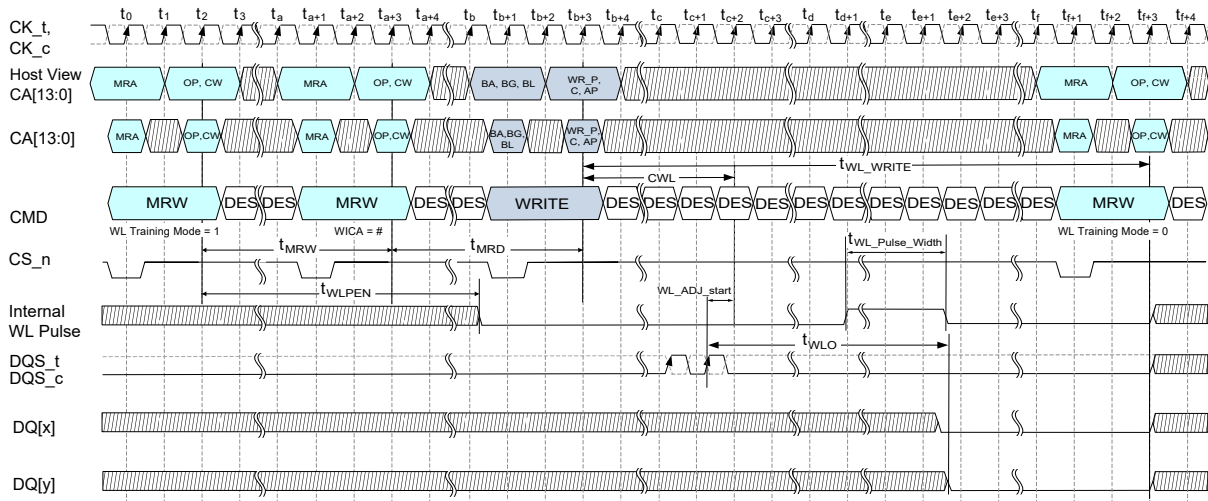 t0 t1 t2 t3 ta ta+1 ta+2 ta+3 ta+4 tb tb+1 tb+2 tb+3 tb+4 tc tc+1 tc+2 tc+3 td td+1 te te+1 te+2 te+3 tf tf+1 tf+2 tf+3 tf+4
CK_t,
CK_c
Host View
CA[13:0]
MRA OP, CW MRA OP, CW BA, BG, BL WR_P, C, AP MRA OP, CW
CA[13:0]
MRA OP,CW MRA OP,CW BA,BG, BL WR_P, C, AP MRA OP,CW
tWL_WRITE
CWL
CMD
MRW DES DES MRW DES DES WRITE DES DES DES DES DES DES DES DES DES DES DES MRW DES
WL Training Mode = 1
WICA = #
WL Training Mode = 0
tMRW
tMRD
tWL_Pulse_Width
CS_n
tWLPEN
WL_ADJ_start
Internal
WL Pulse
tWLO
DQS_t
DQS_c
DQ[x]
DQ[y]